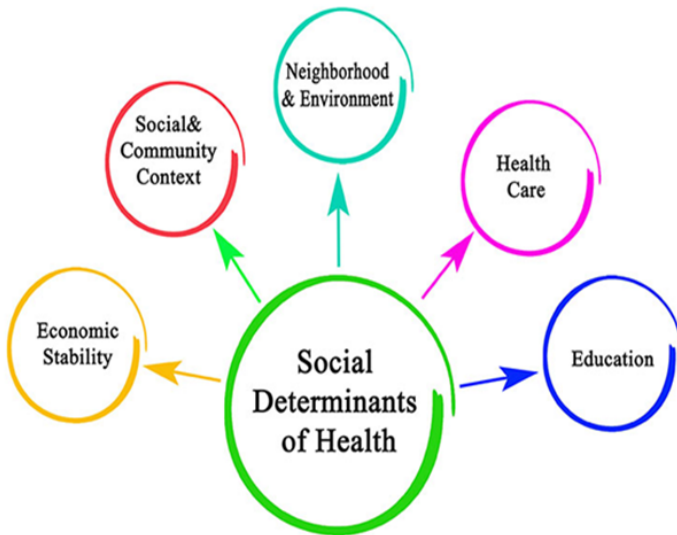 Neighborhood
& Environment
Social&
Community
Context
Health
Care
Economic
Stability
Education
Social
Determinants
of Health